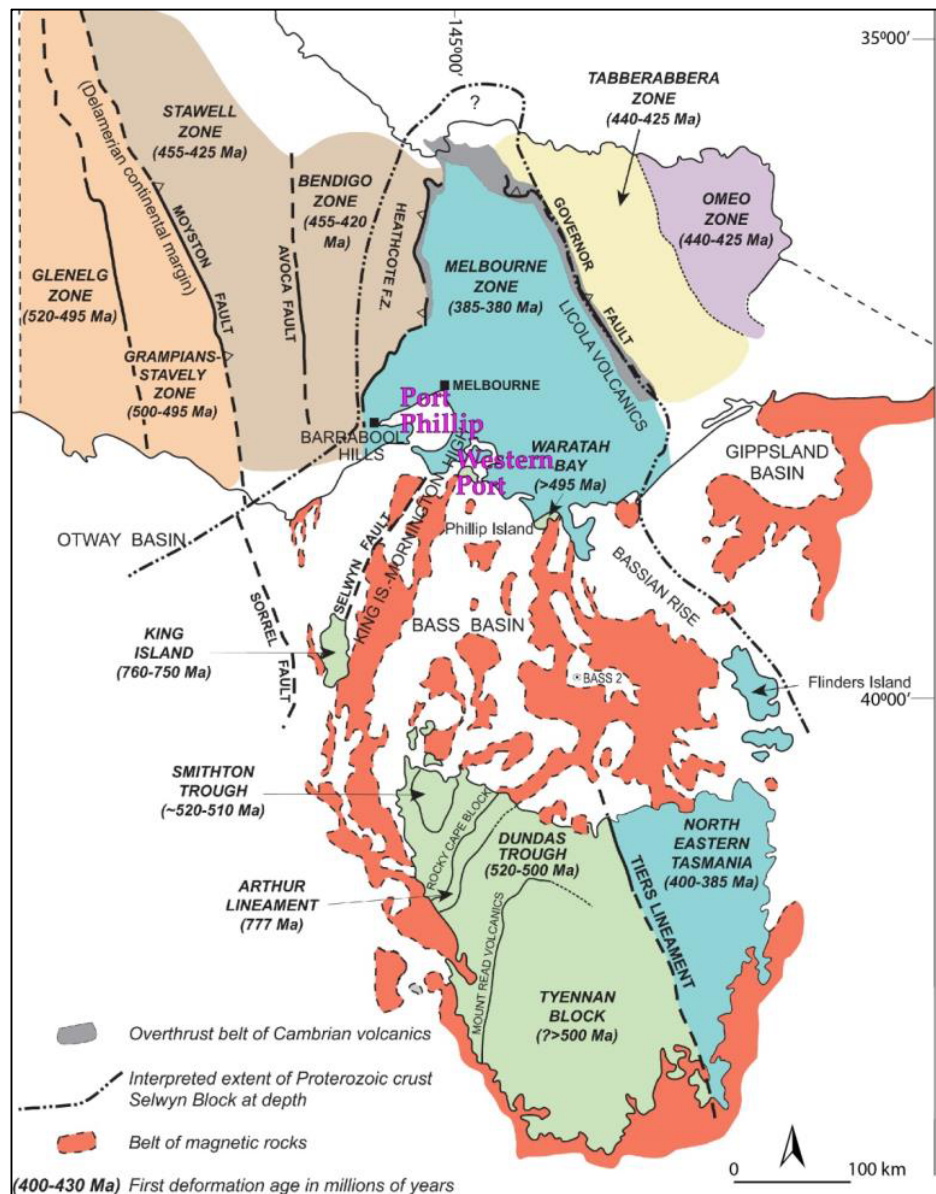 145º00'
35º00'
TABBERABBERA
ZONE
(440-425 Ma)
?
STAWELL
ZONE
(455-425 Ma)
(Delamerian continental margin)
BENDIGO
ZONE
(455-420
Ma)
OMEO
ZONE
(440-425 Ma)
MOYSTON
FAULT
AVOCA FAULT
HEATHCOTE F.Z.
GOVERNOR
FAULT
GLENELG
ZONE
(520-495 Ma)
MELBOURNE
ZONE
(385-380 Ma)
LICOLA VOLCANICS
GRAMPIANS-
STAVELY
ZONE
(500-495 Ma)
MELBOURNE
Port
Phillip
BARRABOOL
HILLS
Western
Port
WARATAH
BAY
(>495 Ma)
GIPPSLAND
BASIN
Phillip Island
OTWAY BASIN
SELWYN FAULT
KING IS.-MORNINGTON HIGH
BASSIAN RISE
SORREL
FAULT
BASS BASIN
KING
ISLAND
(760-750 Ma)
BASS 2
Flinders Island
40º00'
SMITHTON
TROUGH
(~520-510 Ma)
ROCKY CAPE BLOCK
DUNDAS
TROUGH
(520-500 Ma)
NORTH
EASTERN
TASMANIA
(400-385 Ma)
ARTHUR
LINEAMENT
(777 Ma)
TIERS LINEAMENT
MOUNT READ VOLCANICS
TYENNAN
BLOCK
(?>500 Ma)
Overthrust belt of Cambrian volcanics
Interpreted extent of Proterozoic crust
Selwyn Block at depth
Belt of magnetic rocks
(400-430 Ma) First deformation age in millions of years
0 100 km